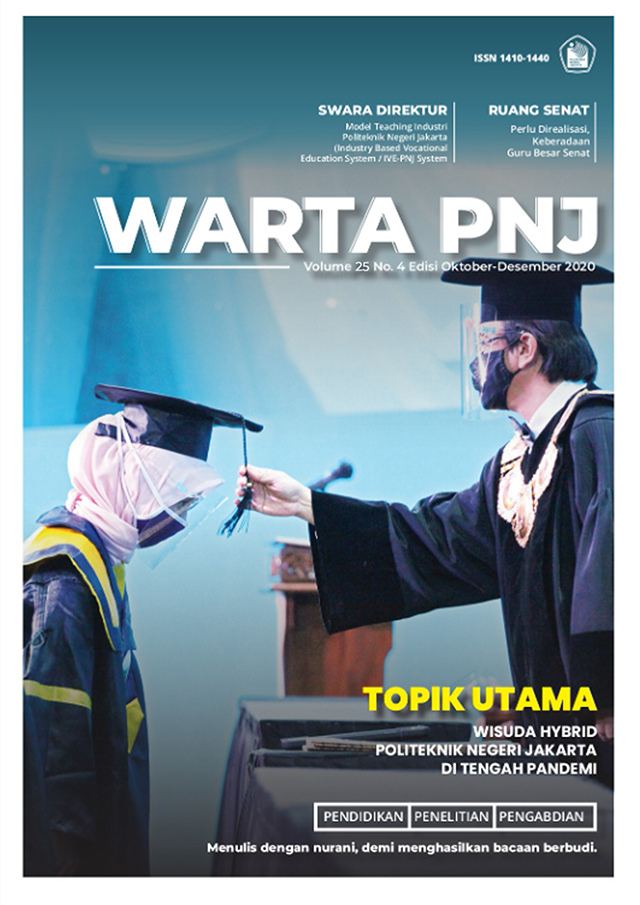 ISSN 1410-1440
SWARA DIREKTUR
Model Teaching Industri
Politeknik Negeri Jakarta
(Industry Based Vocational
Education System / IVE-PNJ System
RUANG SENAT
Perlu Direalisasi,
Keberadaan
Guru Besar Senat
WARTA PNJ
Volume 25 No. 4 Edisi Oktober-Desember 2020
TOPIK UTAMA
WISUDA HYBRID
POLITEKNIK NEGERI JAKARTA
DI TENGAH PANDEMI
PENDIDIKAN PENELITIAN PENGABDIAN
Menulis dengan nurani, demi menghasilkan bacaan berbudi.